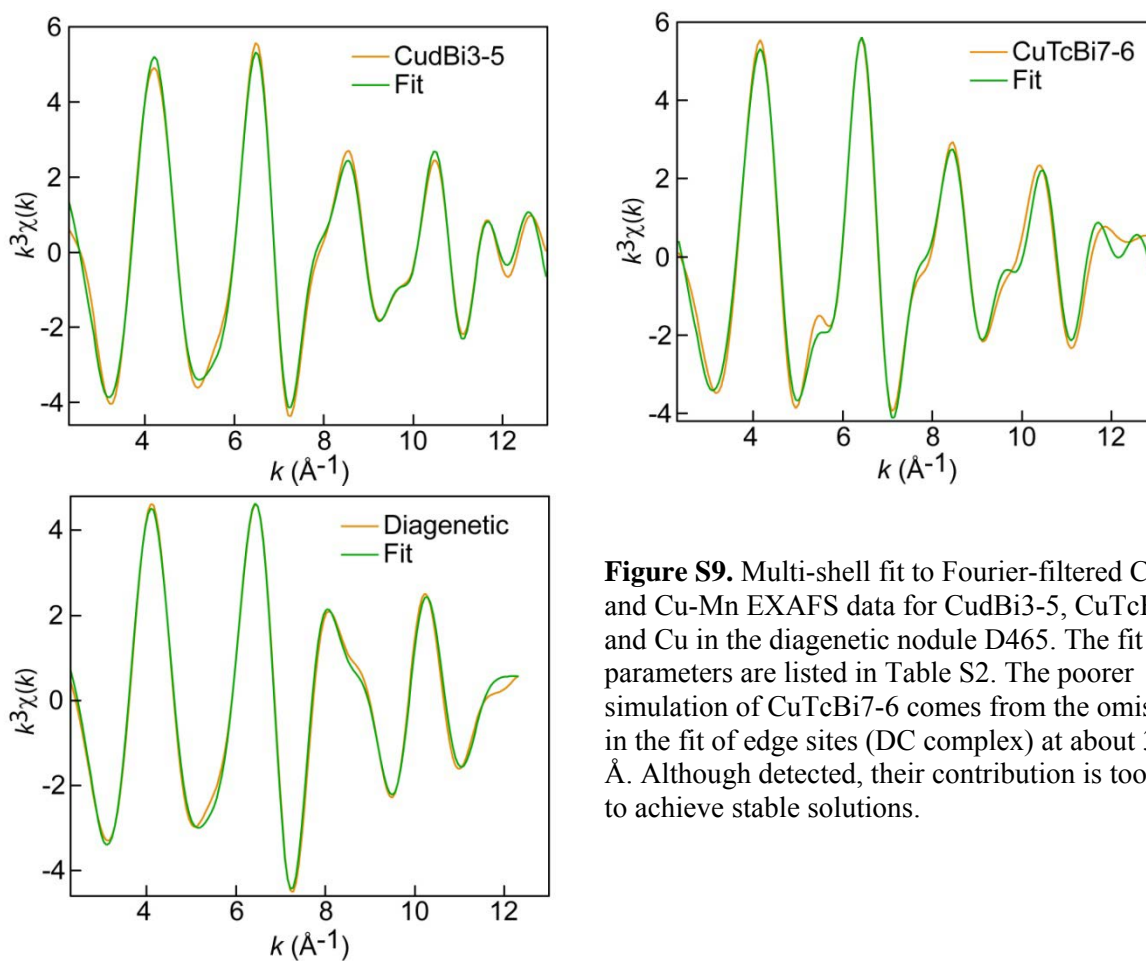 6
4
2
0
-2
-4
k³χ(k)
CudBi3-5
Fit
4 6 8 10 12
k (Å⁻¹)
6
4
2
0
-2
-4
k³χ(k)
CuTcBi7-6
Fit
4 6 8 10 12
k (Å⁻¹)
4
2
0
-2
-4
k³χ(k)
Diagenetic
Fit
4 6 8 10 12
k (Å⁻¹)
Figure S9. Multi-shell fit to Fourier-filtered
and Cu-Mn EXAFS data for CudBi3-5,
and Cu in the diagenetic nodule D465. The fit
parameters are listed in Table S2. The poorer
simulation of CuTcBi7-6 comes from the
in the fit of edge sites (DC complex) at about
Å. Although detected, their contribution is too
to achieve stable solutions.